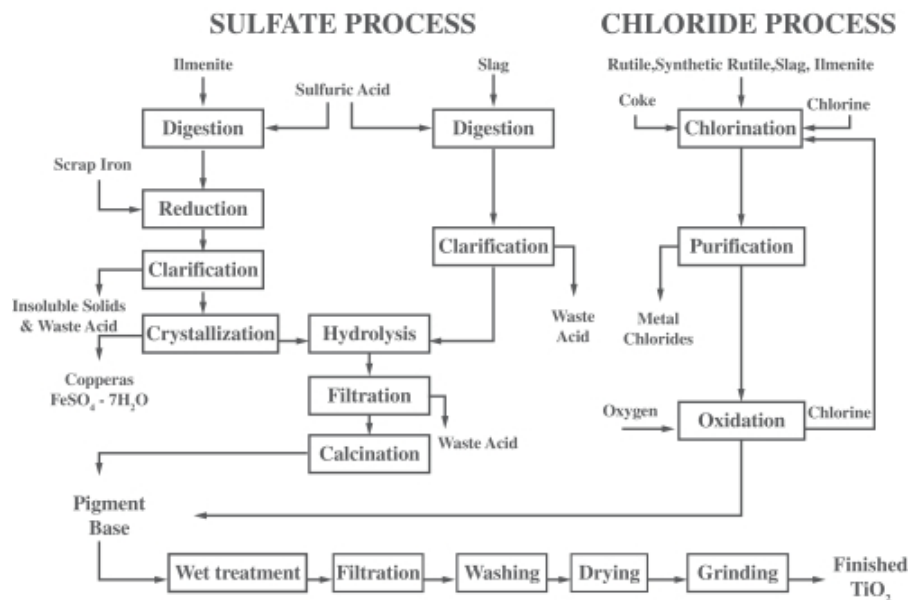 SULFATE PROCESS
CHLORIDE PROCESS
Ilmenite
Slag
Rutile,Synthetic Rutile,Slag, Ilmenite
Sulfuric Acid
Coke
Chlorine
Digestion
Digestion
Chlorination
Scrap Iron
Reduction
Clarification
Purification
Clarification
Insoluble Solids
& Waste Acid
Waste
Acid
Metal
Chlorides
Crystallization
Hydrolysis
Copperas
FeSO₄ - 7H₂O
Filtration
Oxygen
Oxidation
Chlorine
Waste Acid
Calcination
Pigment
Base
Wet treatment
Filtration
Washing
Drying
Grinding
Finished
TiO₂